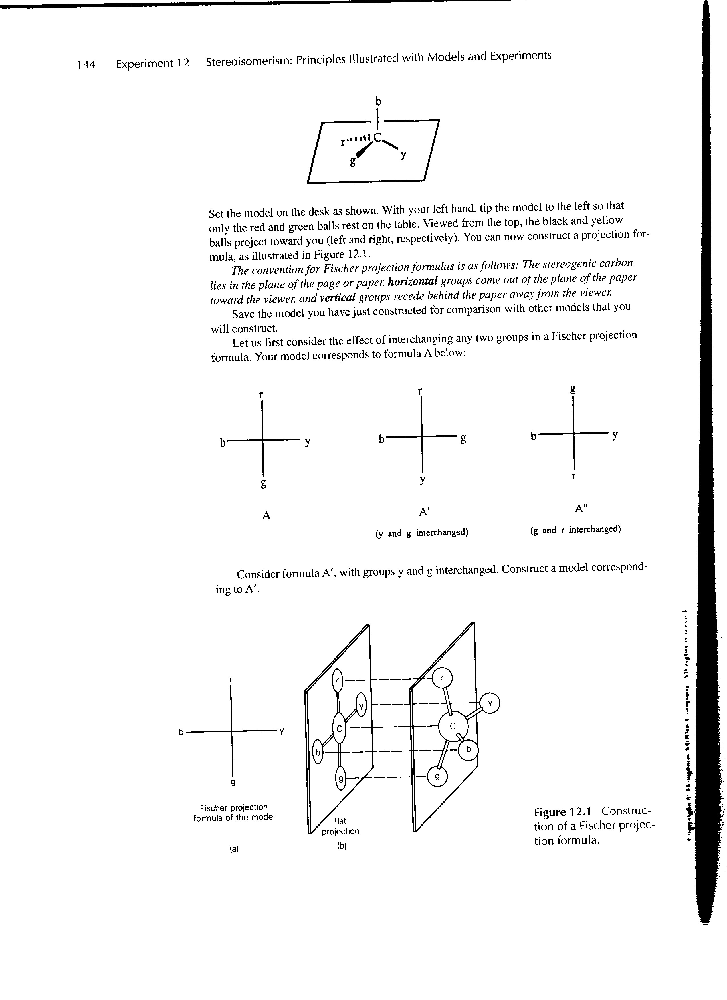 144 Experiment 12 Stereoisomerism: Principles Illustrated with Models and Experiments
b
r C
g y
Set the model on the desk as shown. With your left hand, tip the model to the left so that
only the red and green balls rest on the table. Viewed from the top, the black and yellow
balls project toward you (left and right, respectively). You can now construct a projection for-
mula, as illustrated in Figure 12.1.
The convention for Fischer projection formulas is as follows: The stereogenic carbon
lies in the plane of the page or paper, horizontal groups come out of the plane of the paper
toward the viewer, and vertical groups recede behind the paper away from the viewer.
Save the model you have just constructed for comparison with other models that you
will construct.
Let us first consider the effect of interchanging any two groups in a Fischer projection
formula. Your model corresponds to formula A below:
r r g
b y b g b y
g y r
A A' A"
(y and g interchanged) (g and r interchanged)
Consider formula A′, with groups y and g interchanged. Construct a model correspond-
ing to A′.
r
b y
g
Fischer projection
formula of the model
(a)
r
y
C
b
g
flat
projection
(b)
r
y
C
b
g
Figure 12.1 Construc-
tion of a Fischer projec-
tion formula.